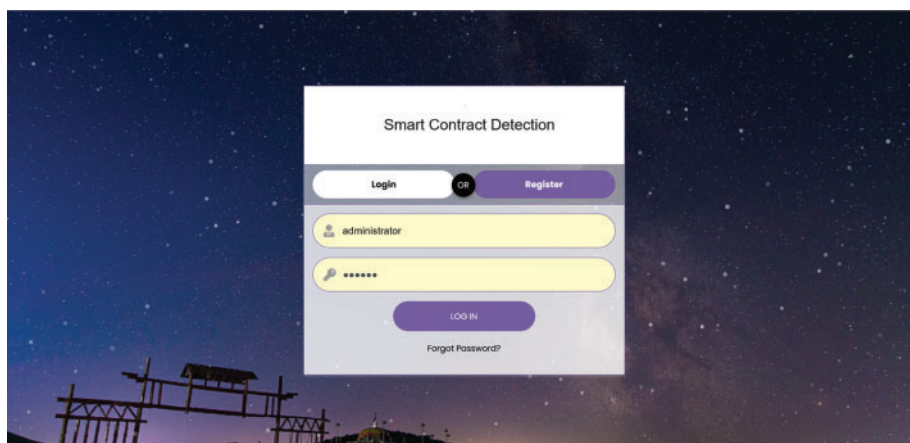 Smart Contract Detection
Login OR Register
administrator
••••••
LOG IN
Forgot Password?